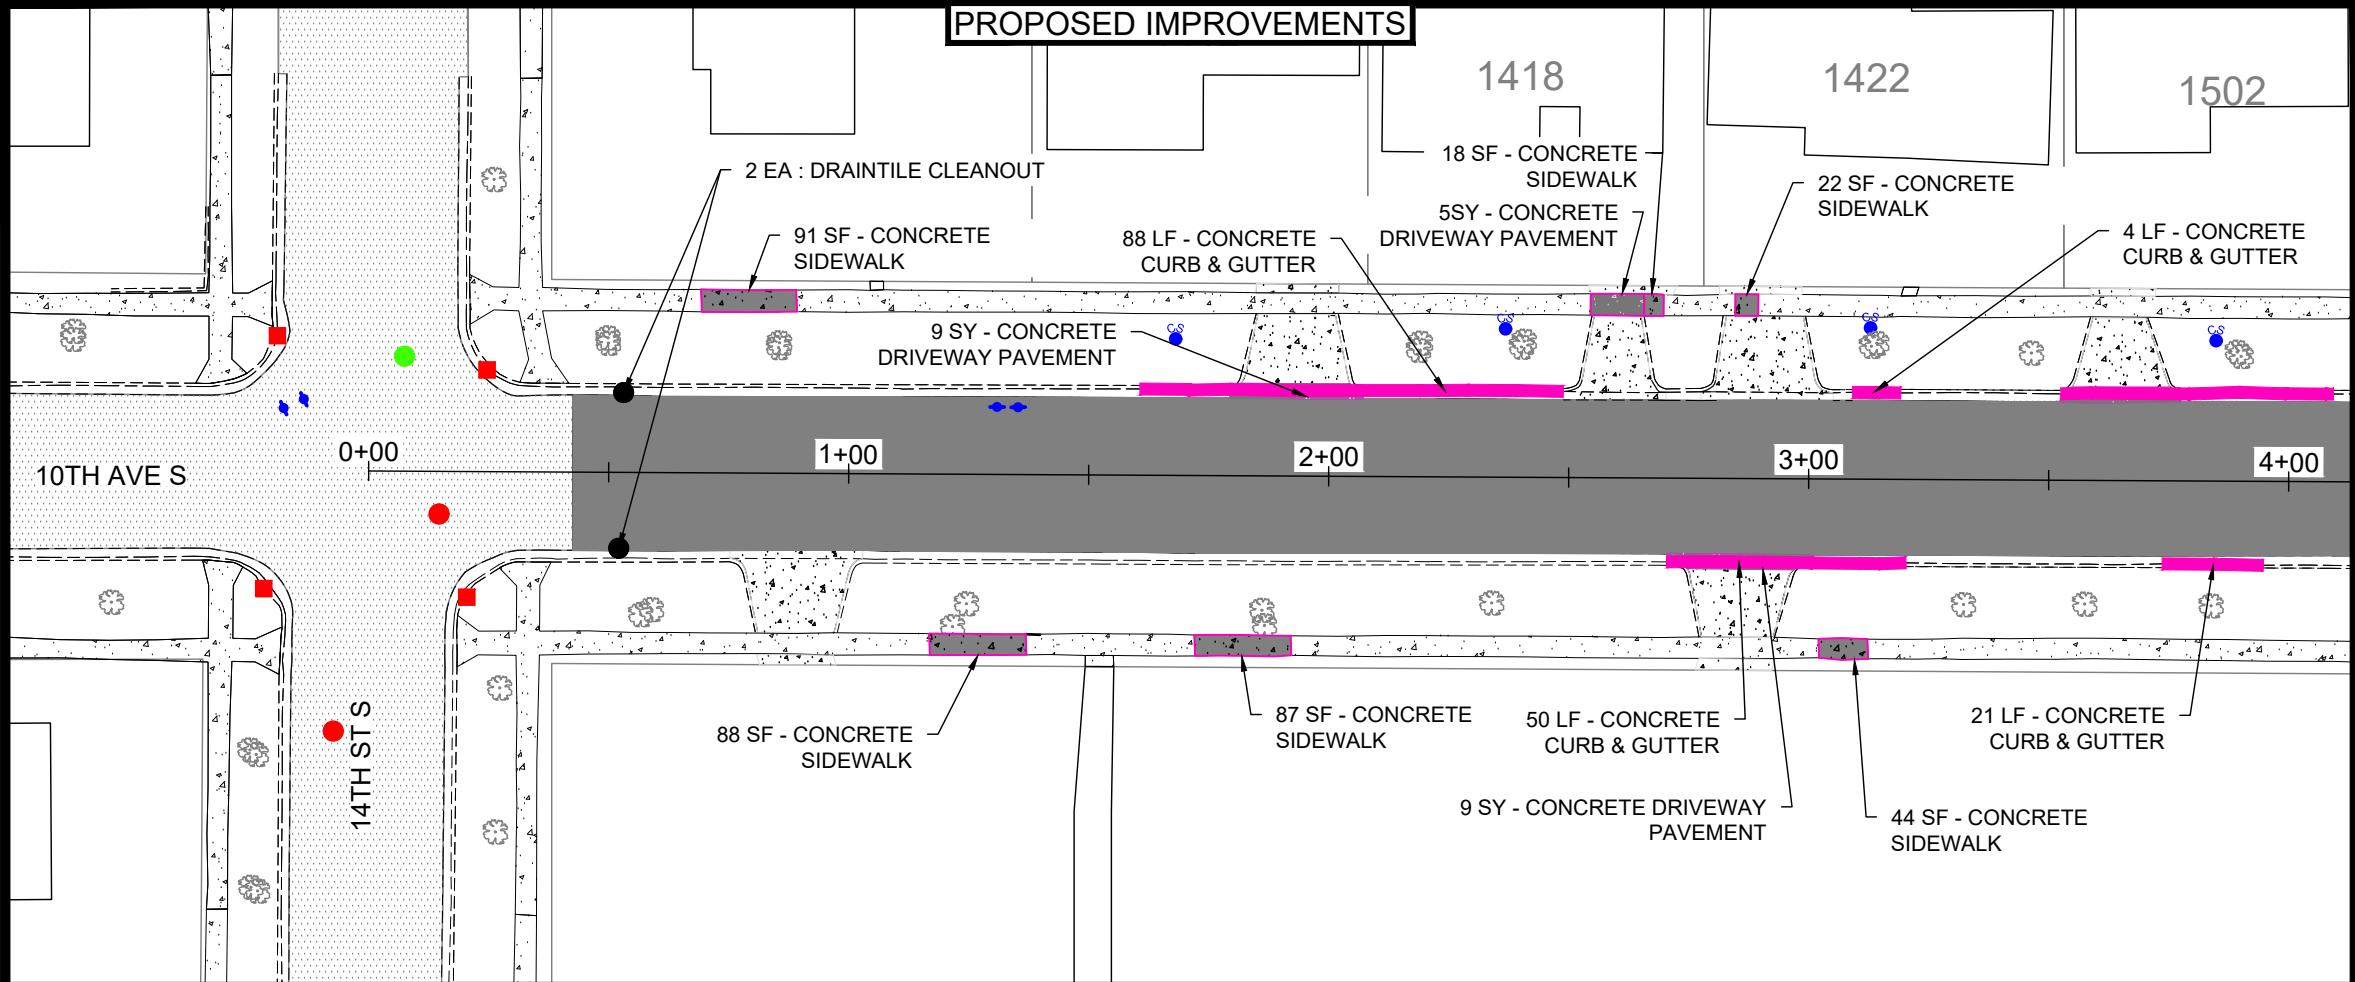 PROPOSED IMPROVEMENTS
1418
1422
1502
2 EA : DRAINTILE CLEANOUT
18 SF - CONCRETE
SIDEWALK
22 SF - CONCRETE
SIDEWALK
5SY - CONCRETE
DRIVEWAY PAVEMENT
91 SF - CONCRETE
SIDEWALK
88 LF - CONCRETE
CURB & GUTTER
4 LF - CONCRETE
CURB & GUTTER
9 SY - CONCRETE
DRIVEWAY PAVEMENT
CS
CS
CS
CS
0+00
1+00
2+00
3+00
4+00
10TH AVE S
14TH ST S
88 SF - CONCRETE
SIDEWALK
87 SF - CONCRETE
SIDEWALK
50 LF - CONCRETE
CURB & GUTTER
21 LF - CONCRETE
CURB & GUTTER
9 SY - CONCRETE DRIVEWAY
PAVEMENT
44 SF - CONCRETE
SIDEWALK